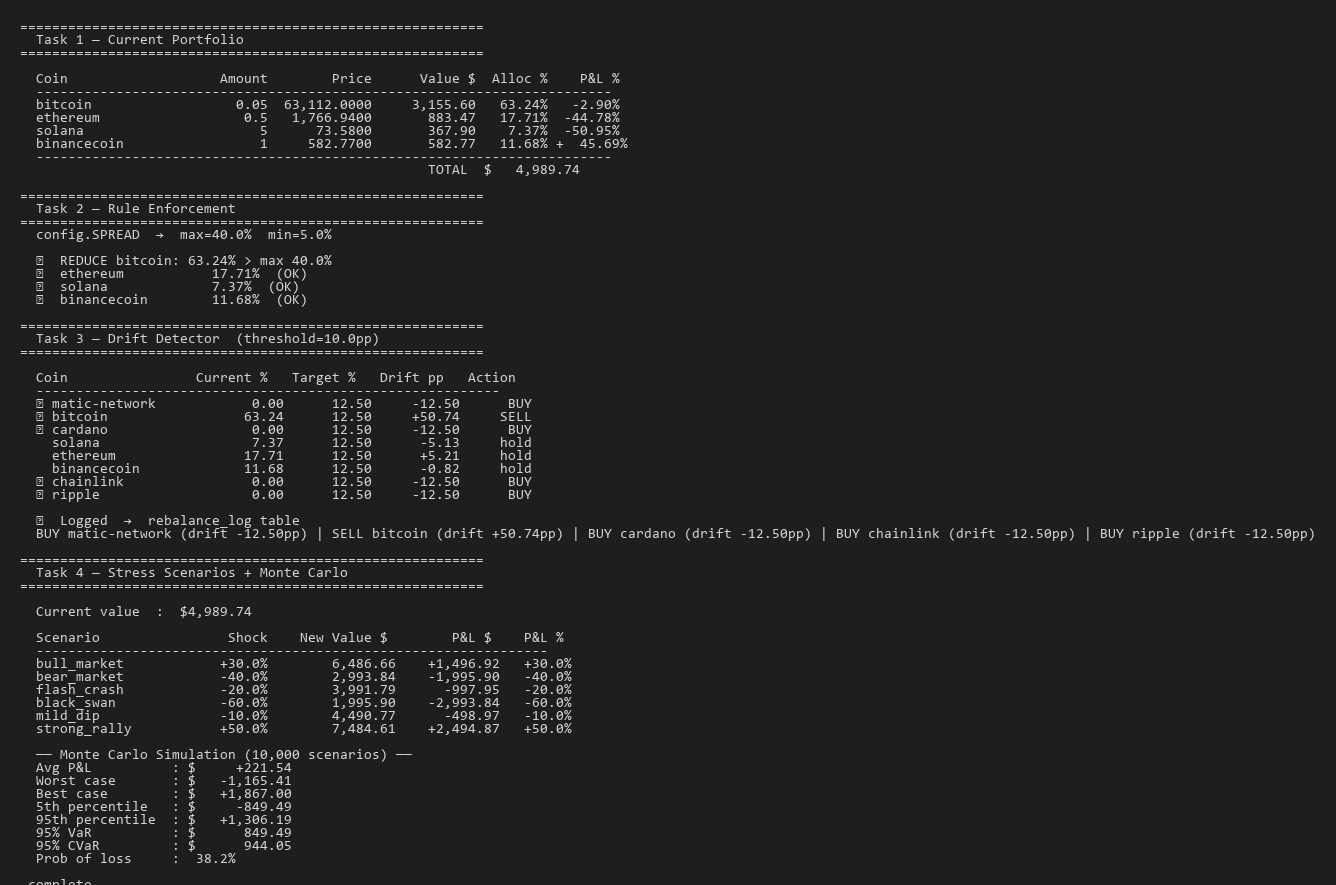 ============================================================
Task 1 — Current Portfolio
============================================================
Coin Amount Price Value $ Alloc % P&L %
------------------------------------------------------------------------
bitcoin 0.05 63,112.0000 3,155.60 63.24% -2.90%
ethereum 0.5 1,766.9400 883.47 17.71% -44.78%
solana 5 73.5800 367.90 7.37% -50.95%
binancecoin 1 582.7700 582.77 11.68% + 45.69%
------------------------------------------------------------------------
TOTAL $ 4,989.74
============================================================
Task 2 — Rule Enforcement
============================================================
config.SPREAD → max=40.0% min=5.0%
REDUCE bitcoin: 63.24% > max 40.0%
ethereum 17.71% (OK)
solana 7.37% (OK)
binancecoin 11.68% (OK)
============================================================
Task 3 — Drift Detector (threshold=10.0pp)
============================================================
Coin Current % Target % Drift pp Action
----------------------------------------------------------
matic-network 0.00 12.50 -12.50 BUY
bitcoin 63.24 12.50 +50.74 SELL
cardano 0.00 12.50 -12.50 BUY
solana 7.37 12.50 -5.13 hold
ethereum 17.71 12.50 +5.21 hold
binancecoin 11.68 12.50 -0.82 hold
chainlink 0.00 12.50 -12.50 BUY
ripple 0.00 12.50 -12.50 BUY
Logged → rebalance_log table
BUY matic-network (drift -12.50pp) | SELL bitcoin (drift +50.74pp) | BUY cardano (drift -12.50pp) | BUY chainlink (drift -12.50pp) | BUY ripple (drift -12.50pp)
============================================================
Task 4 — Stress Scenarios + Monte Carlo
============================================================
Current value : $4,989.74
Scenario Shock New Value $ P&L $ P&L %
----------------------------------------------------------------
bull_market +30.0% 6,486.66 +1,496.92 +30.0%
bear_market -40.0% 2,993.84 -1,995.90 -40.0%
flash_crash -20.0% 3,991.79 -997.95 -20.0%
black_swan -60.0% 1,995.90 -2,993.84 -60.0%
mild_dip -10.0% 4,490.77 -498.97 -10.0%
strong_rally +50.0% 7,484.61 +2,494.87 +50.0%
── Monte Carlo Simulation (10,000 scenarios) ──
Avg P&L : $ +221.54
Worst case : $ -1,165.41
Best case : $ +1,867.00
5th percentile : $ -849.49
95th percentile : $ +1,306.19
95% VaR : $ 849.49
95% CVaR : $ 944.05
Prob of loss : 38.2%
complete